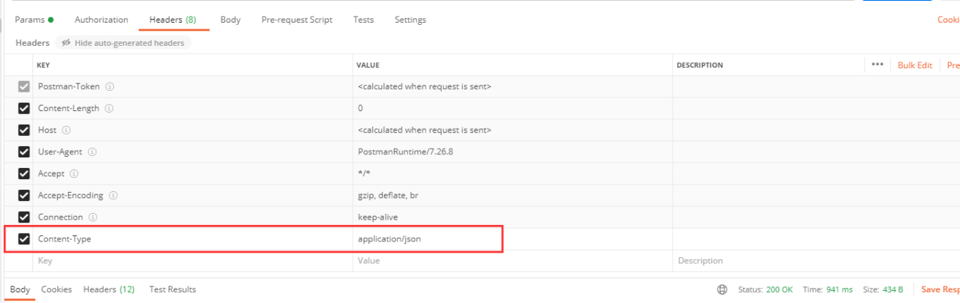 Params Authorization Headers (8) Body Pre-request Script Tests Settings Cooki
Headers Hide auto-generated headers
KEY VALUE DESCRIPTION ••• Bulk Edit Pre
Postman-Token <calculated when request is sent>
Content-Length 0
Host <calculated when request is sent>
User-Agent PostmanRuntime/7.26.8
Accept */*
Accept-Encoding gzip, deflate, br
Connection keep-alive
Content-Type application/json
Key Value Description
Body Cookies Headers (12) Test Results Status: 200 OK Time: 941 ms Size: 434 B Save Resp